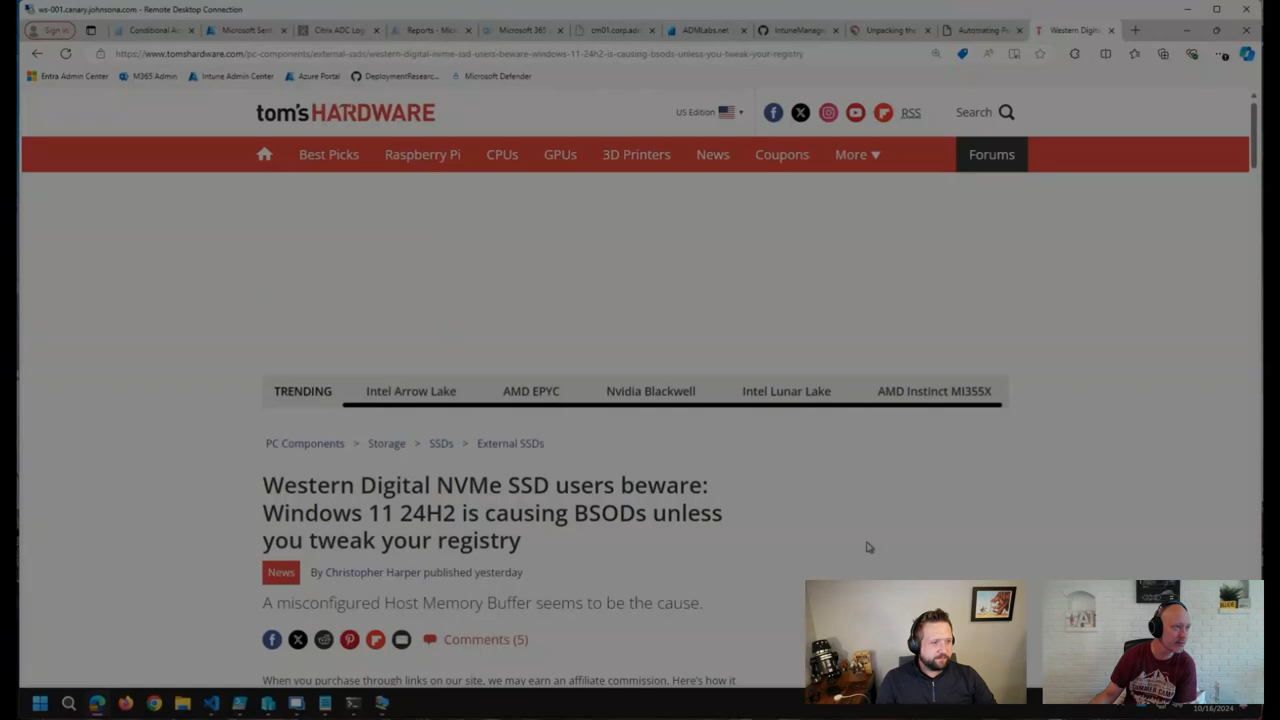 ws-001.canary.johnsona.com - Remote Desktop Connection
Sign in
Conditional Ac
Microsoft Sent
Citrix ADC Log
Reports - Micr
Microsoft 365
cm01.corp.adm
ADMLabs.net
IntuneManag
Unpacking the
Automating Po
Western Digita
https://www.tomshardware.com/pc-components/external-ssds/western-digital-nvme-ssd-users-beware-windows-11-24h2-is-causing-bsods-unless-you-tweak-your-registry
Entra Admin Center
M365 Admin
Intune Admin Center
Azure Portal
DeploymentResearc...
Microsoft Defender
tom's HARDWARE
US Edition
RSS
Search
Best Picks
Raspberry Pi
CPUs
GPUs
3D Printers
News
Coupons
More
Forums
TRENDING
Intel Arrow Lake
AMD EPYC
Nvidia Blackwell
Intel Lunar Lake
AMD Instinct MI355X
PC Components > Storage > SSDs > External SSDs
Western Digital NVMe SSD users beware:
Windows 11 24H2 is causing BSODs unless
you tweak your registry
News
By Christopher Harper published yesterday
A misconfigured Host Memory Buffer seems to be the cause.
Comments (5)
When you purchase through links on our site, we may earn an affiliate commission. Here's how it
SUMMER CAMP
10/16/2024